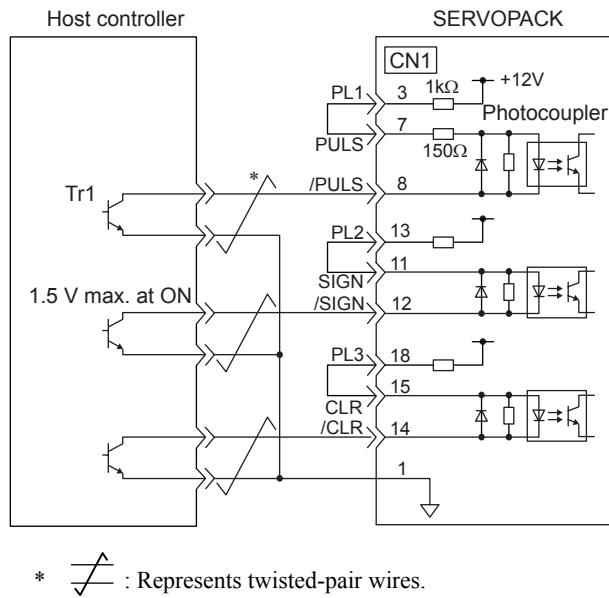 Host controller
SERVOPACK
CN1
PL1 3 1kΩ +12V
Photocoupler
PULS 7 150Ω
* /PULS 8
Tr1
PL2 13
SIGN 11
1.5 V max. at ON /SIGN 12
PL3 18
CLR 15
/CLR 14
1
* : Represents twisted-pair wires.